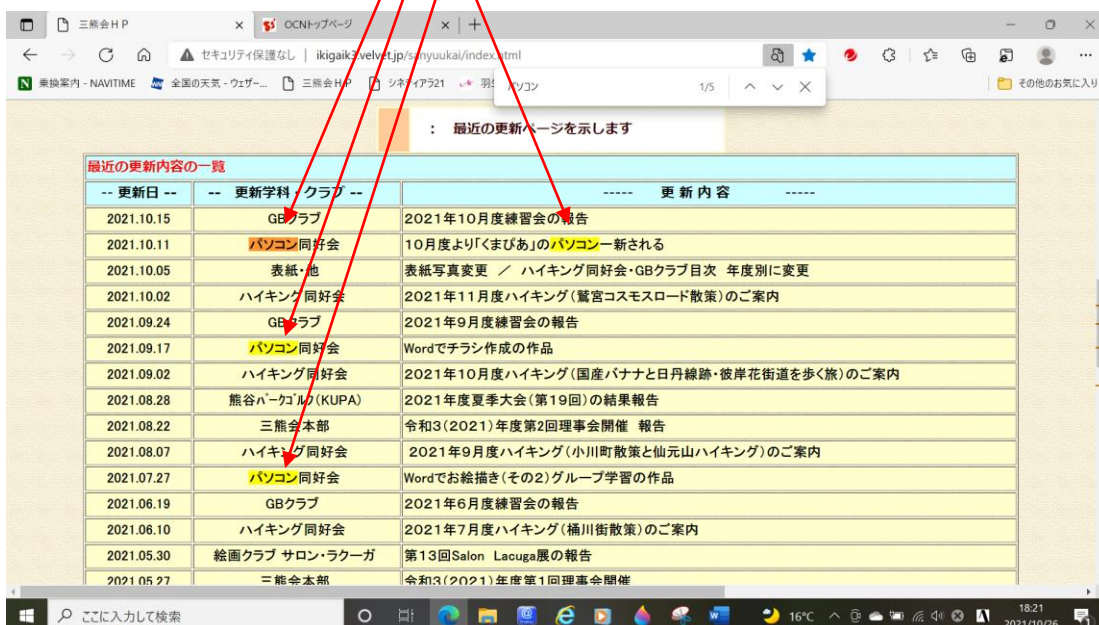 三熊会ＨＰ
OCNトップページ
セキュリティ保護なし | ikigaik3.velvet.jp/sanyuukai/index.html
乗換案内 - NAVITIME
全国の天気・ウェザー...
三熊会ＨＰ
シネティアラ21
その他のお気に入り
パソコン 1/5
： 最近の更新ページを示します
最近の更新内容の一覧
-- 更新日 -- -- 更新学科・クラブ -- ----- 更 新 内 容 -----
2021.10.15 GBクラブ 2021年10月度練習会の報告
2021.10.11 パソコン同好会 10月度より「くまぴあ」のパソコン一新される
2021.10.05 表紙・他 表紙写真変更 ／ ハイキング同好会・GBクラブ目次 年度別に変更
2021.10.02 ハイキング同好会 2021年11月度ハイキング(鷲宮コスモスロード散策)のご案内
2021.09.24 GBクラブ 2021年9月度練習会の報告
2021.09.17 パソコン同好会 Wordでチラシ作成の作品
2021.09.02 ハイキング同好会 2021年10月度ハイキング(国産バナナと日丹線跡・彼岸花街道を歩く旅)のご案内
2021.08.28 熊谷ﾊﾟｰｸｺﾞﾙﾌ(KUPA) 2021年度夏季大会(第19回)の結果報告
2021.08.22 三熊会本部 令和3(2021)年度第2回理事会開催 報告
2021.08.07 ハイキング同好会 2021年9月度ハイキング(小川町散策と仙元山ハイキング)のご案内
2021.07.27 パソコン同好会 Wordでお絵描き(その2)グループ学習の作品
2021.06.19 GBクラブ 2021年6月度練習会の報告
2021.06.10 ハイキング同好会 2021年7月度ハイキング(桶川街散策)のご案内
2021.05.30 絵画クラブ サロン・ラクーガ 第13回Salon Lacuga展の報告
2021.05.27 三熊会本部 令和3(2021)年度第1回理事会開催
ここに入力して検索
16℃
18:21
2021/10/26